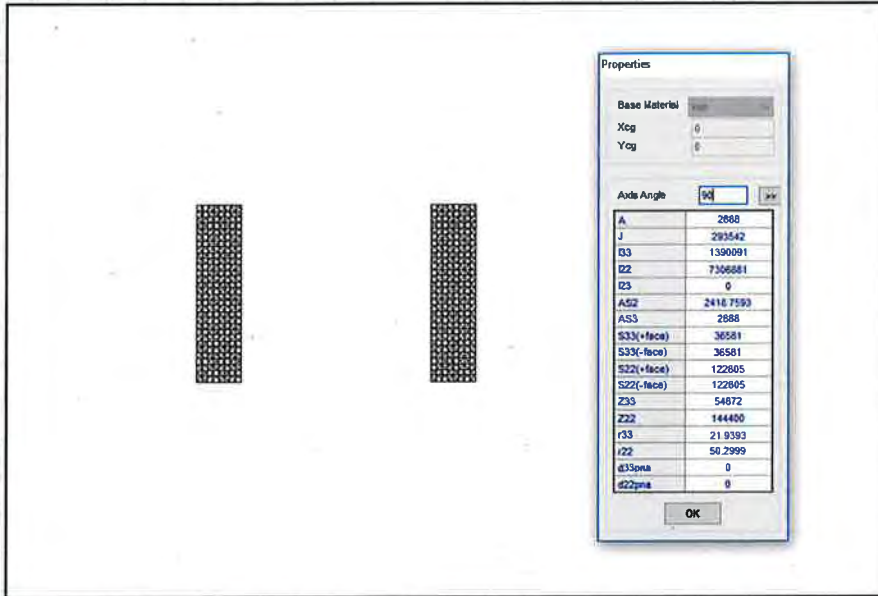 Properties
Base Material
Xcg 0
Ycg 0
Axis Angle 90 >>
A 2888
J 293542
I33 1390091
I22 7306881
I23 0
AS2 2418.7593
AS3 2888
S33(+face) 36581
S33(-face) 36581
S22(+face) 122805
S22(-face) 122805
Z33 54872
Z22 144400
r33 21.9393
r22 50.2999
d33pna 0
d22pna 0
OK